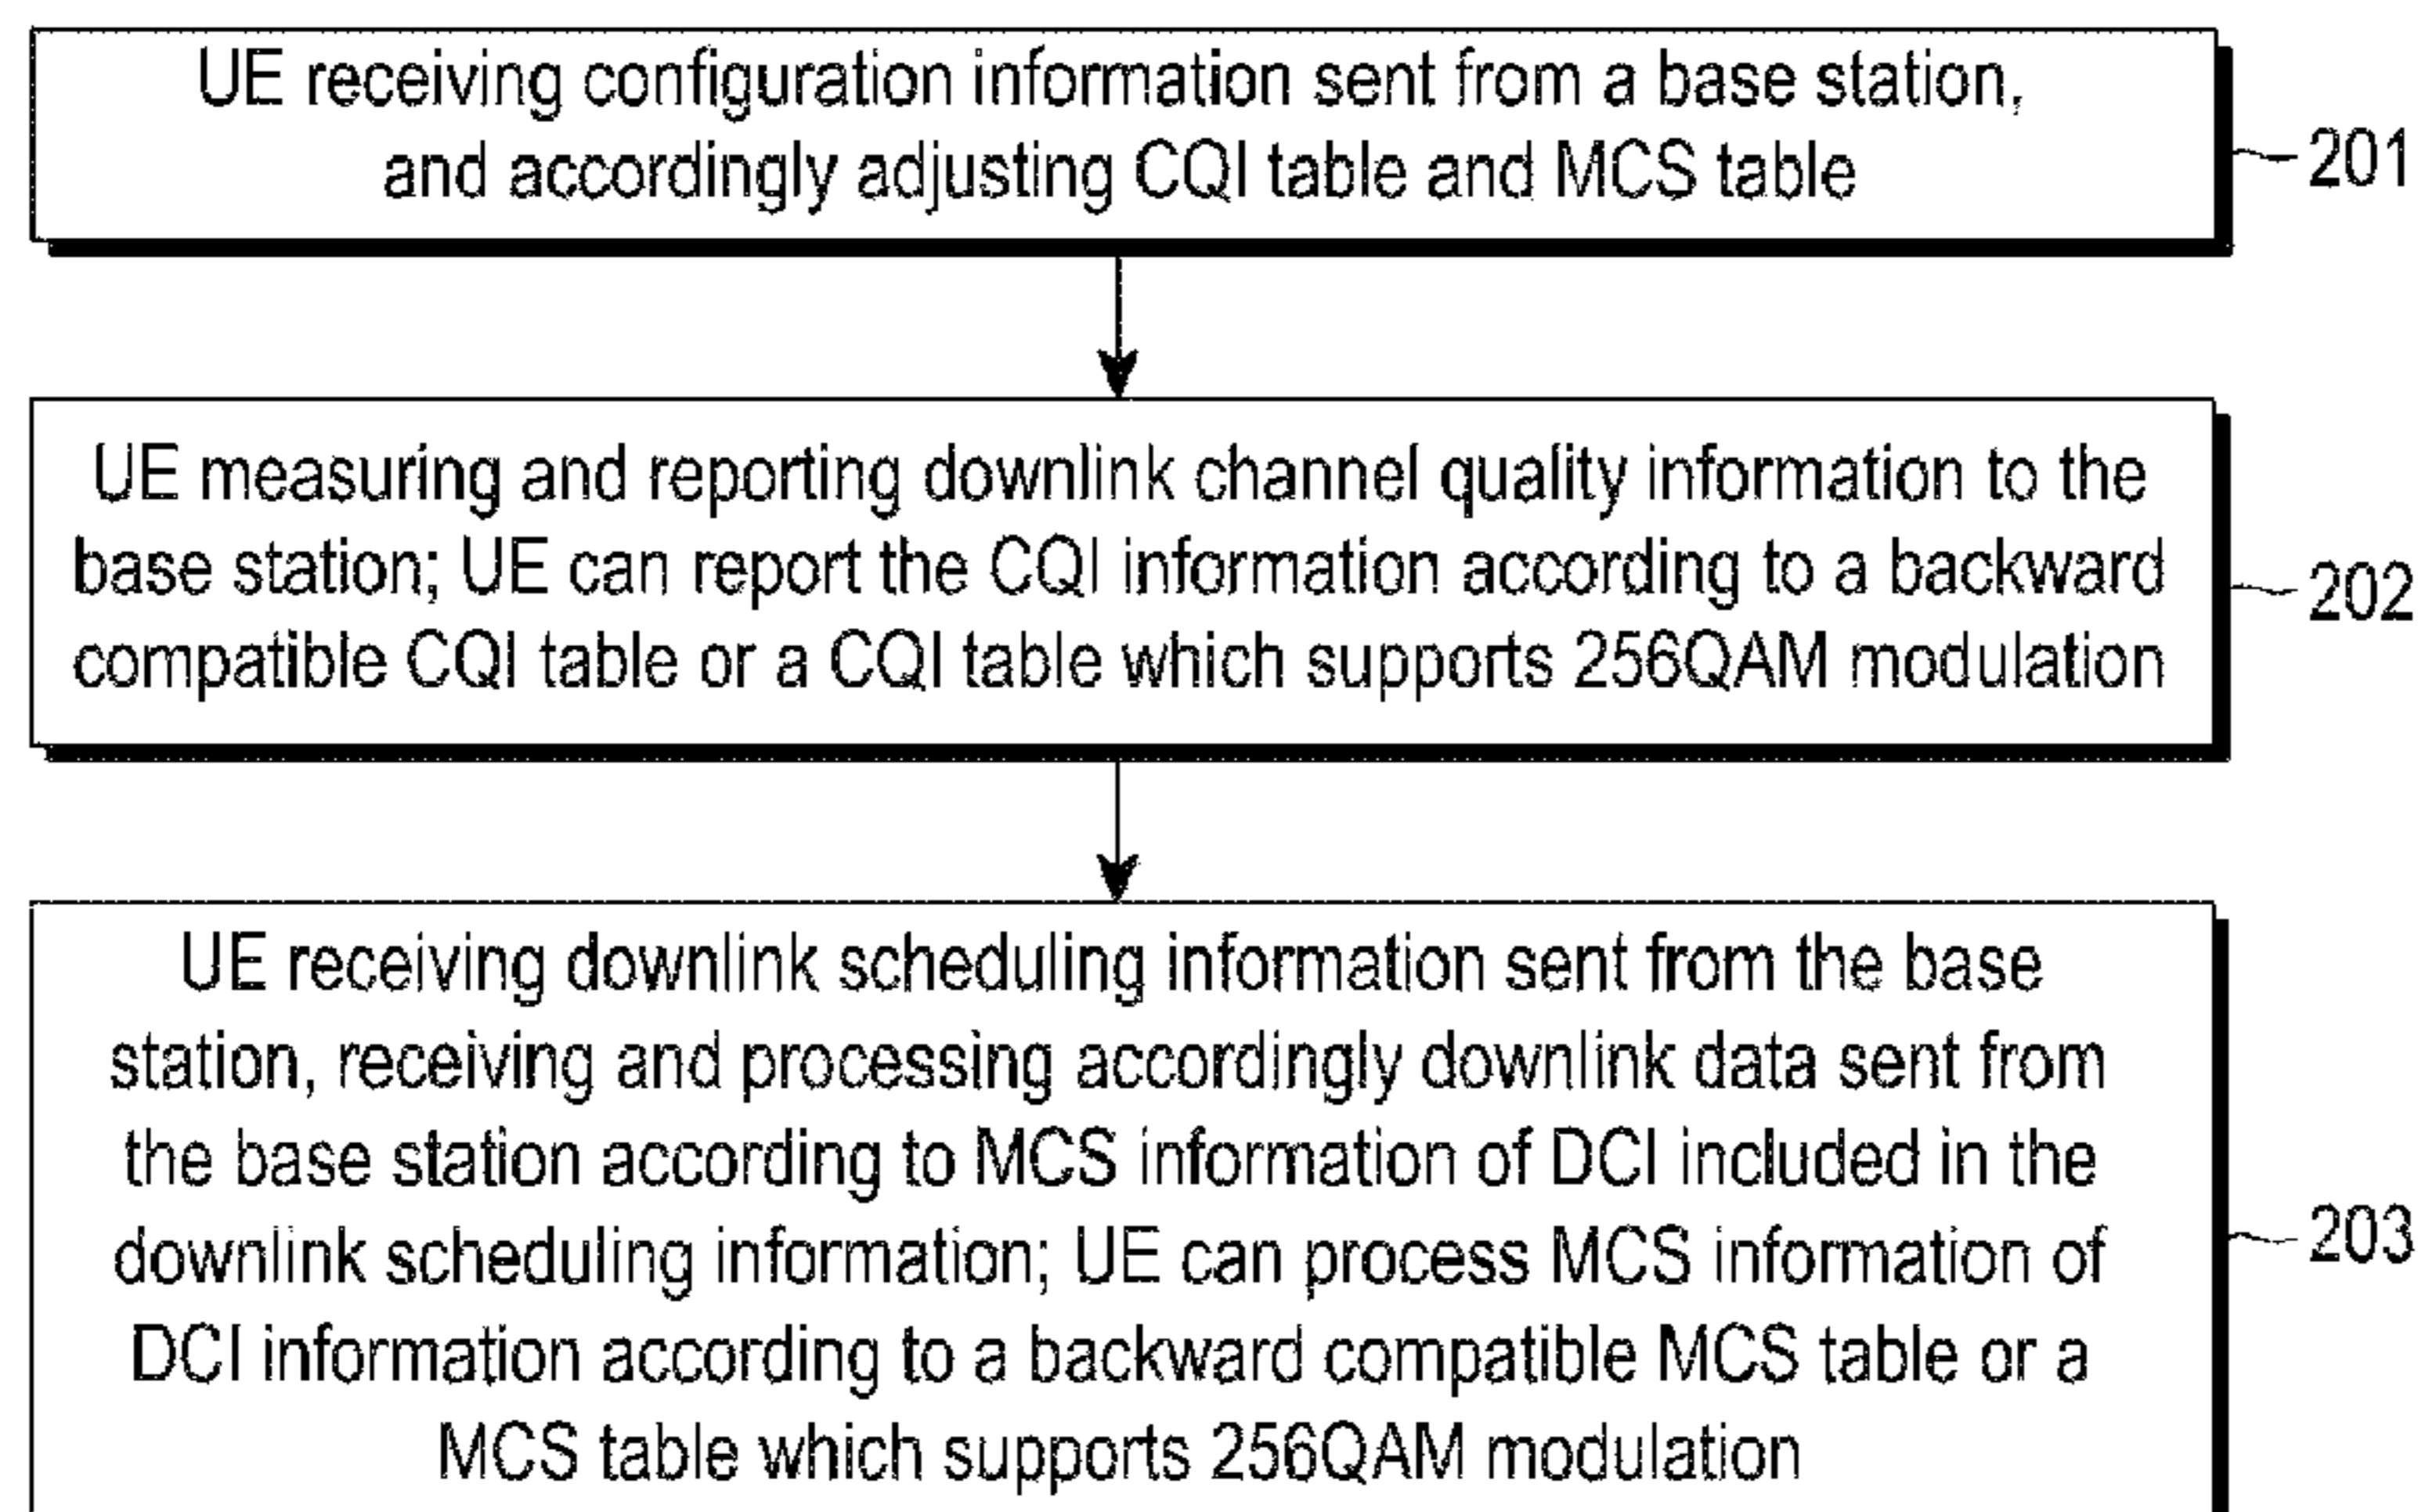 UE receiving configuration information sent from a base station,
and accordingly adjusting CQI table and MCS table
201
UE measuring and reporting downlink channel quality information to the
base station; UE can report the CQI information according to a backward
compatible CQI table or a CQI table which supports 256QAM modulation
202
UE receiving downlink scheduling information sent from the base
station, receiving and processing accordingly downlink data sent from
the base station according to MCS information of DCI included in the
downlink scheduling information; UE can process MCS information of
DCI information according to a backward compatible MCS table or a
MCS table which supports 256QAM modulation
203